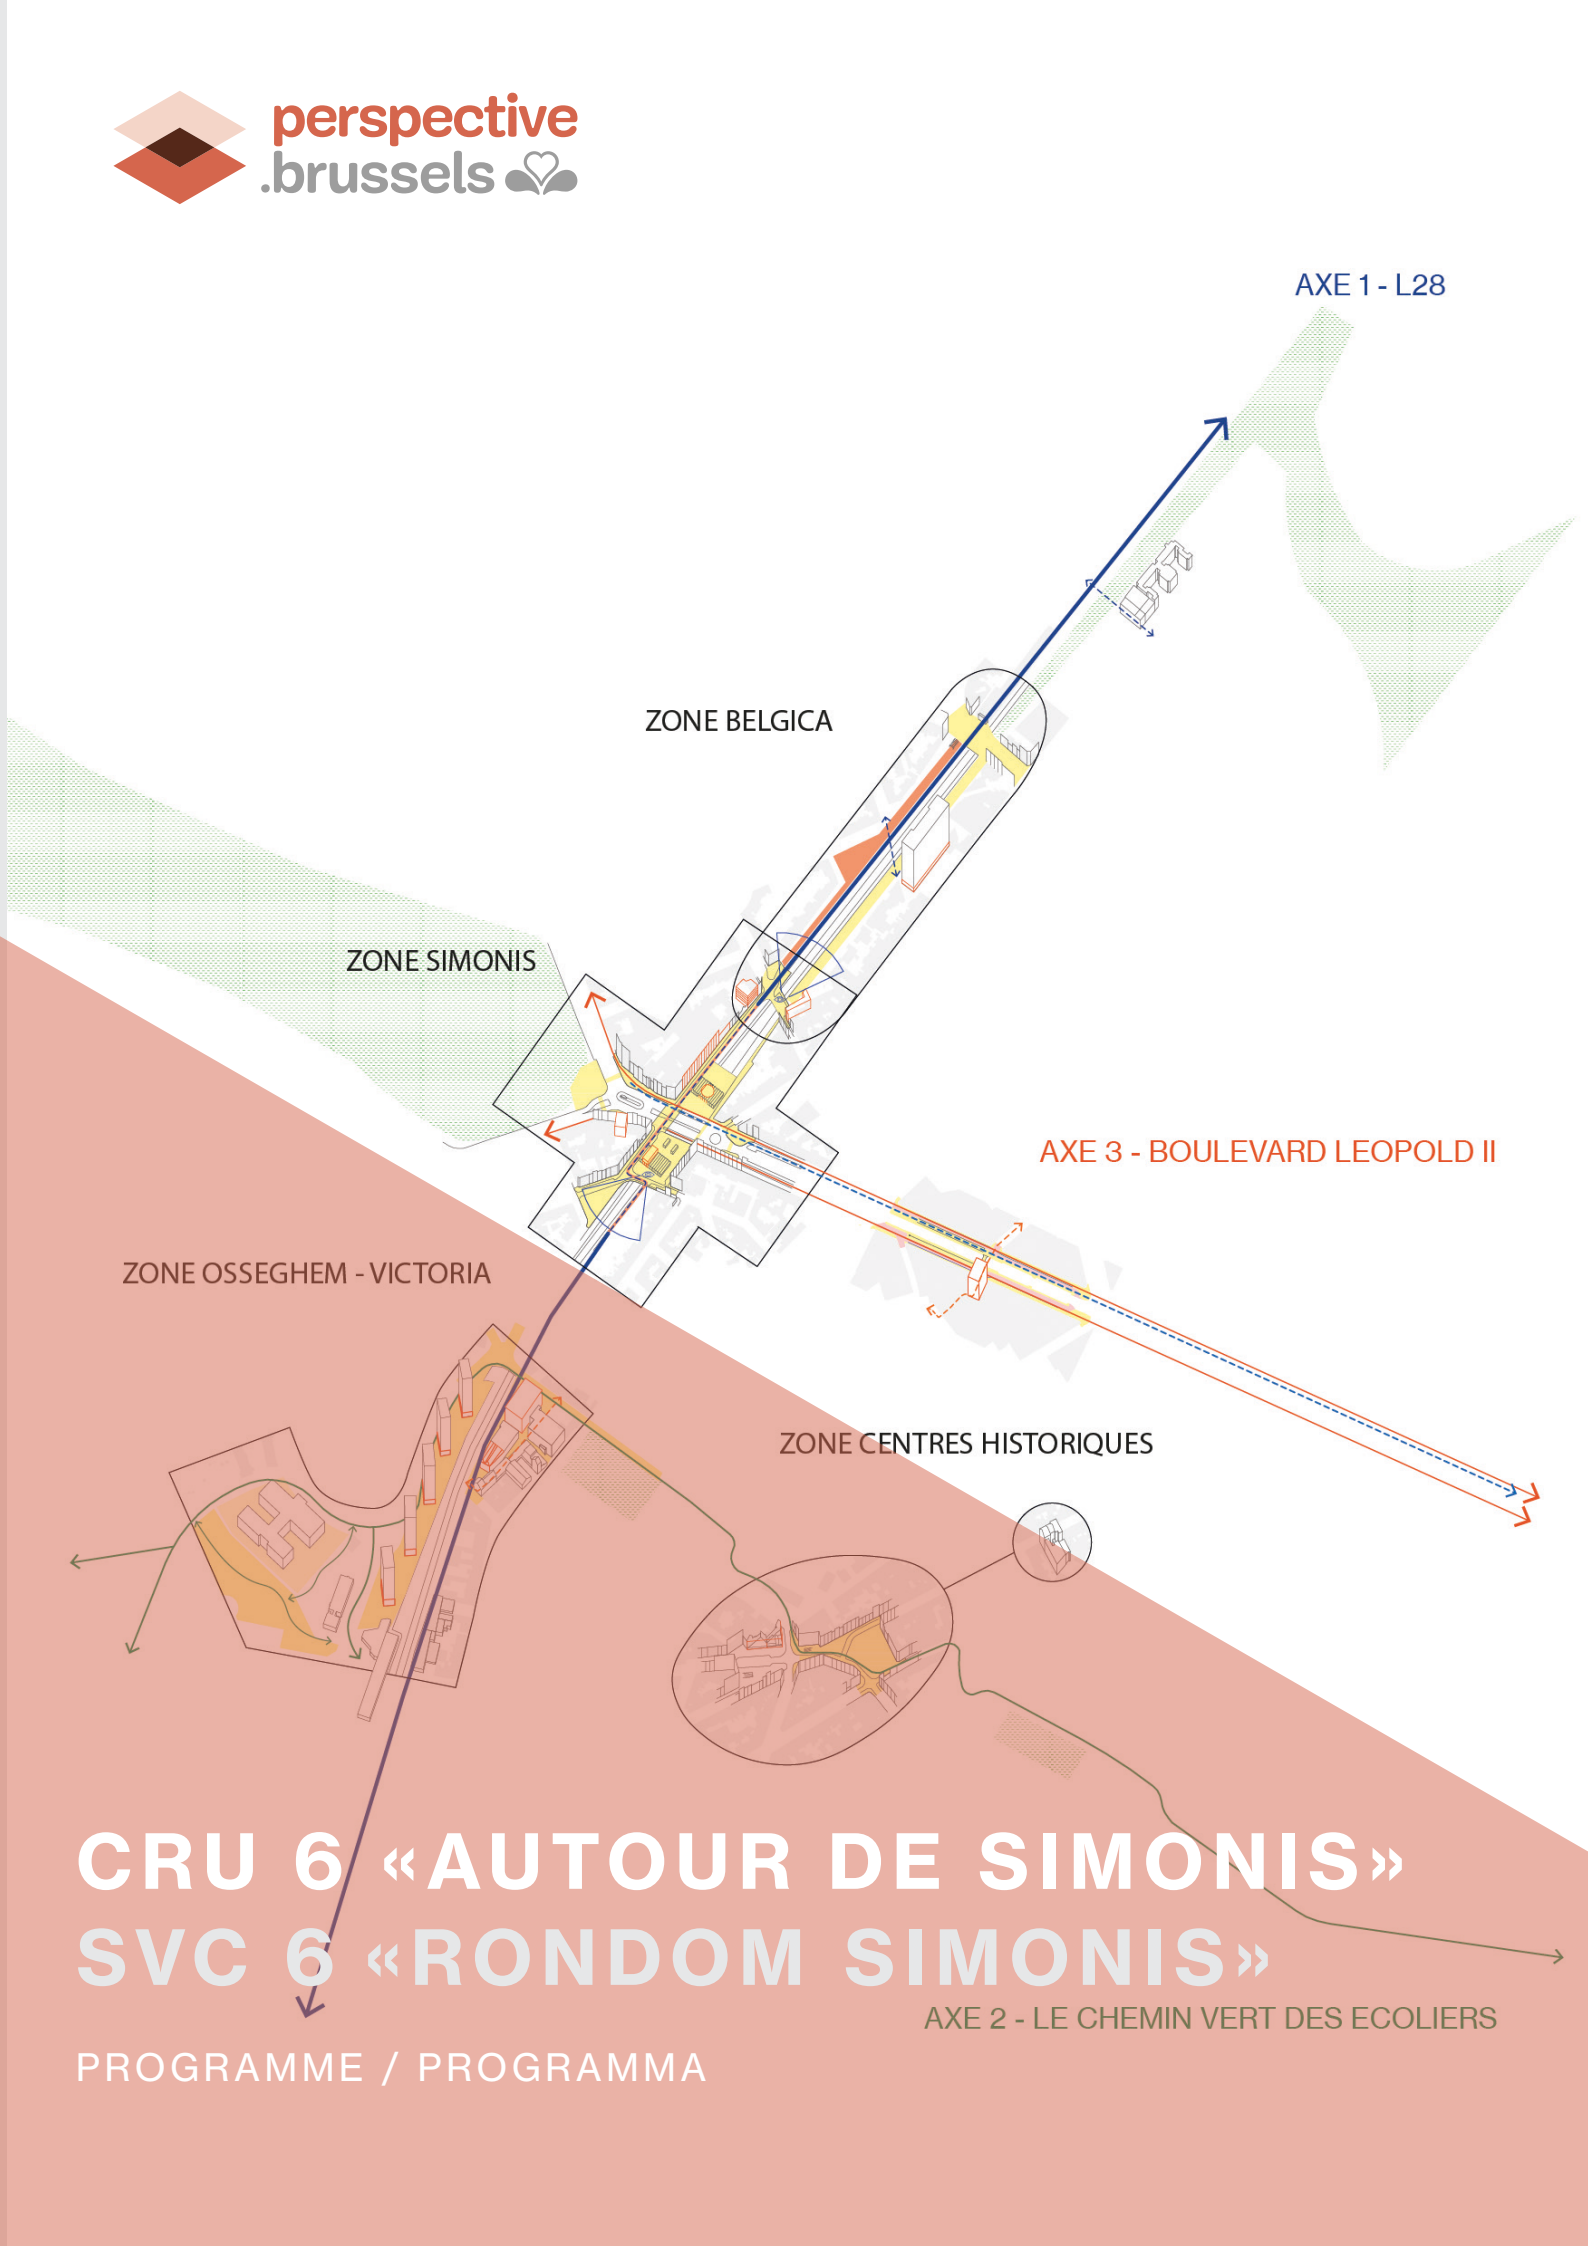 perspective
.brussels
AXE 1 - L28
ZONE BELGICA
ZONE SIMONIS
AXE 3 - BOULEVARD LEOPOLD II
ZONE OSSEGHEM - VICTORIA
ZONE CENTRES HISTORIQUES
CRU 6 «AUTOUR DE SIMONIS»
SVC 6 «RONDOM SIMONIS»
AXE 2 - LE CHEMIN VERT DES ECOLIERS
PROGRAMME / PROGRAMMA